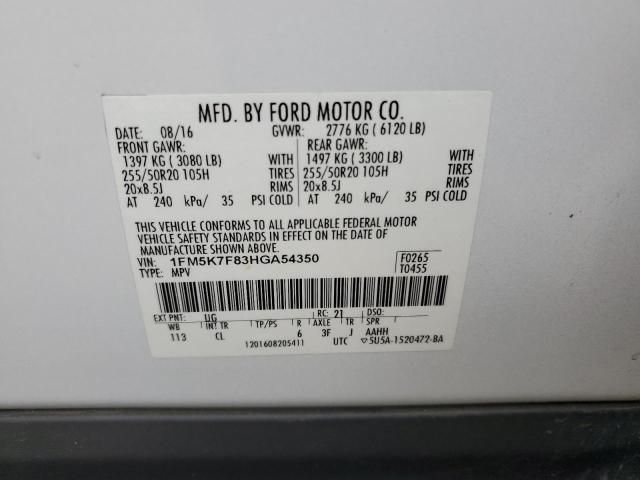 MFD. BY FORD MOTOR CO.
DATE: 08/16 GVWR: 2776 KG ( 6120 LB)
FRONT GAWR: REAR GAWR:
1397 KG ( 3080 LB) WITH 1497 KG ( 3300 LB) WITH
255/50R20 105H TIRES 255/50R20 105H TIRES
20x8.5J RIMS 20x8.5J RIMS
AT 240 kPa/ 35 PSI COLD AT 240 kPa/ 35 PSI COLD
THIS VEHICLE CONFORMS TO ALL APPLICABLE FEDERAL MOTOR
VEHICLE SAFETY STANDARDS IN EFFECT ON THE DATE OF
MANUFACTURE SHOWN ABOVE.
VIN: 1FM5K7F83HGA54350 F0265
TYPE: MPV T0455
EXT PNT: UG RC: 21 DSO:
WB INT TR TP/PS R AXLE TR SPR
113 CL 6 3F J AAHH
1201608205411 UTC ▽5U5A-1520472-BA